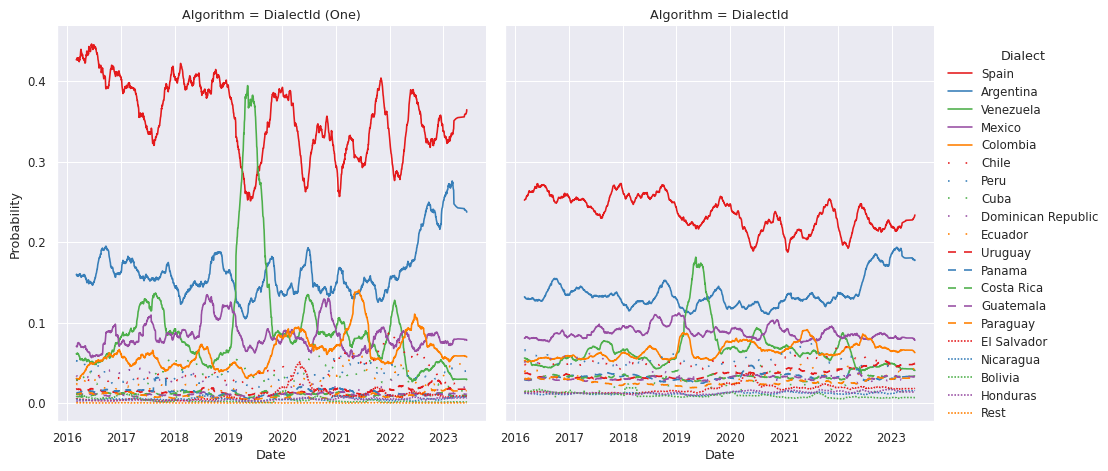 Algorithm = DialectId (One)
Algorithm = DialectId
Probability
0.4
0.3
0.2
0.1
0.0
2016 2017 2018 2019 2020 2021 2022 2023
Date
2016 2017 2018 2019 2020 2021 2022 2023
Date
Dialect
Spain
Argentina
Venezuela
Mexico
Colombia
Chile
Peru
Cuba
Dominican Republic
Ecuador
Uruguay
Panama
Costa Rica
Guatemala
Paraguay
El Salvador
Nicaragua
Bolivia
Honduras
Rest